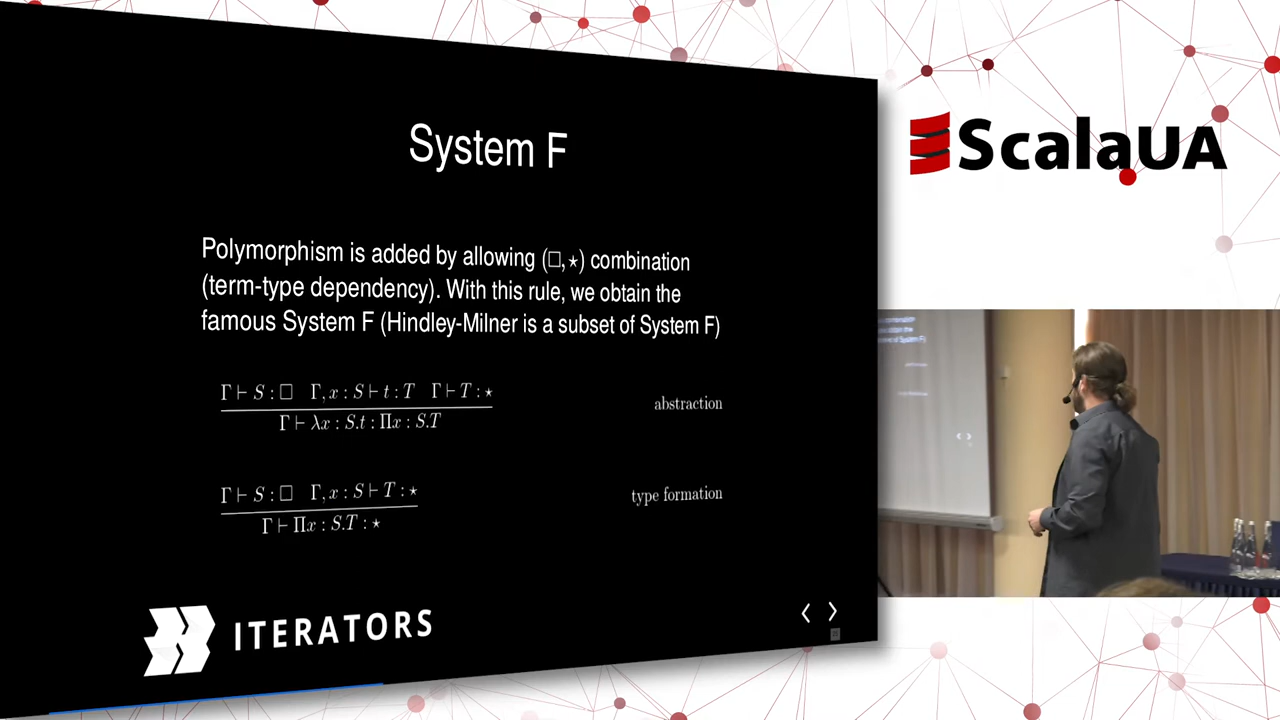 System F
Polymorphism is added by allowing (□,⋆) combination
(term-type dependency). With this rule, we obtain the
famous System F (Hindley-Milner is a subset of System F)
Γ ⊢ S : □ Γ, x : S ⊢ t : T Γ ⊢ T : ⋆
Γ ⊢ λx : S.t : Πx : S.T
abstraction
Γ ⊢ S : □ Γ, x : S ⊢ T : ⋆
Γ ⊢ Πx : S.T : ⋆
type formation
ITERATORS
ScalaUA